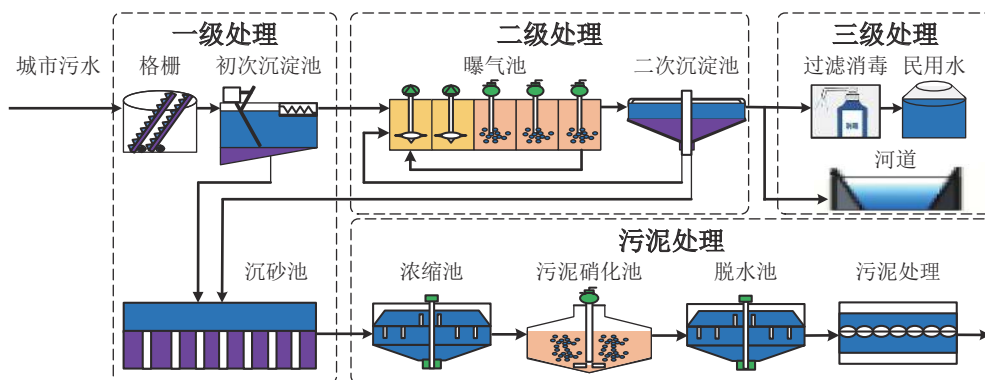 一级处理
二级处理
三级处理
城市污水
格栅
初次沉淀池
曝气池
二次沉淀池
过滤消毒
民用水
河道
污泥处理
沉砂池
浓缩池
污泥硝化池
脱水池
污泥处理